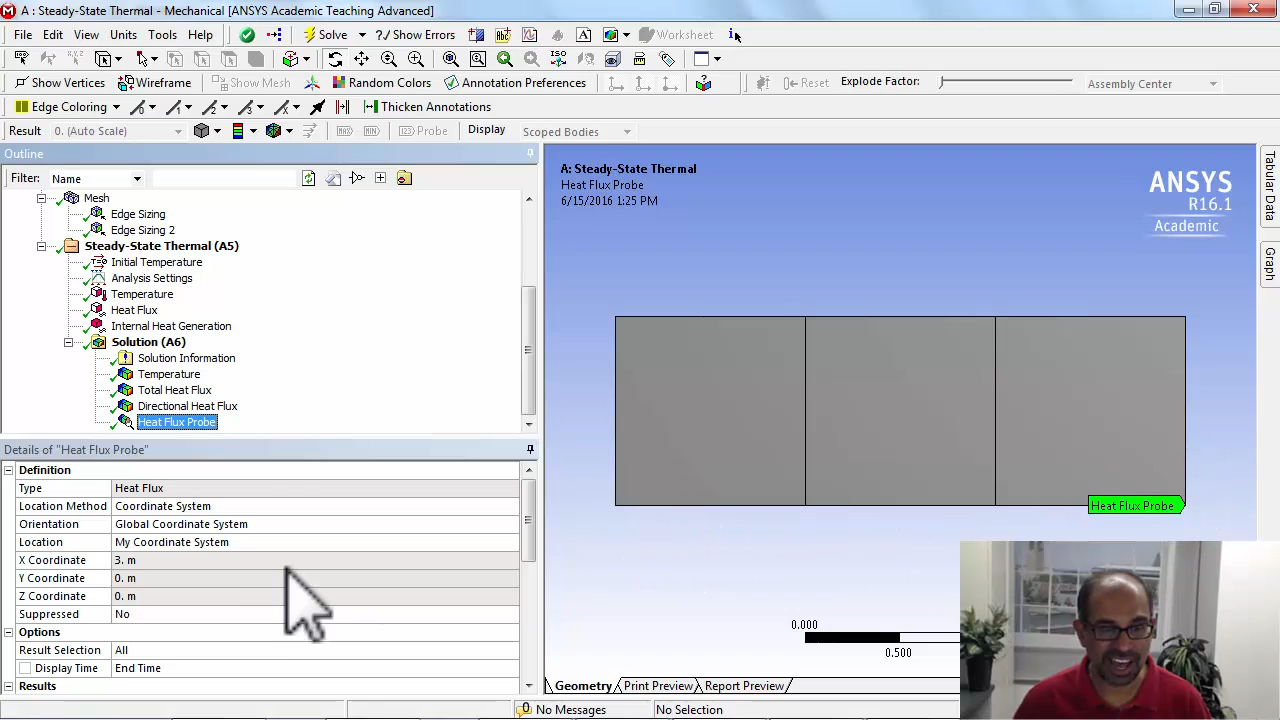 A : Steady-State Thermal - Mechanical [ANSYS Academic Teaching Advanced]
File Edit View Units Tools Help Solve Show Errors Worksheet
Show Vertices Wireframe Show Mesh Random Colors Annotation Preferences Reset Explode Factor: Assembly Center
Edge Coloring Thicken Annotations
Result 0. (Auto Scale) MAX MIN Probe Display Scoped Bodies
Outline
Filter: Name
Mesh
Edge Sizing
Edge Sizing 2
Steady-State Thermal (A5)
Initial Temperature
Analysis Settings
Temperature
Heat Flux
Internal Heat Generation
Solution (A6)
Solution Information
Temperature
Total Heat Flux
Directional Heat Flux
Heat Flux Probe
Details of "Heat Flux Probe"
Definition
Type Heat Flux
Location Method Coordinate System
Orientation Global Coordinate System
Location My Coordinate System
X Coordinate 3. m
Y Coordinate 0. m
Z Coordinate 0. m
Suppressed No
Options
Result Selection All
Display Time End Time
Results
A: Steady-State Thermal
Heat Flux Probe
6/15/2016 1:25 PM
ANSYS
R16.1
Academic
Heat Flux Probe
0.000
0.500
Geometry Print Preview Report Preview
No Messages No Selection
Tabular Data
Graph